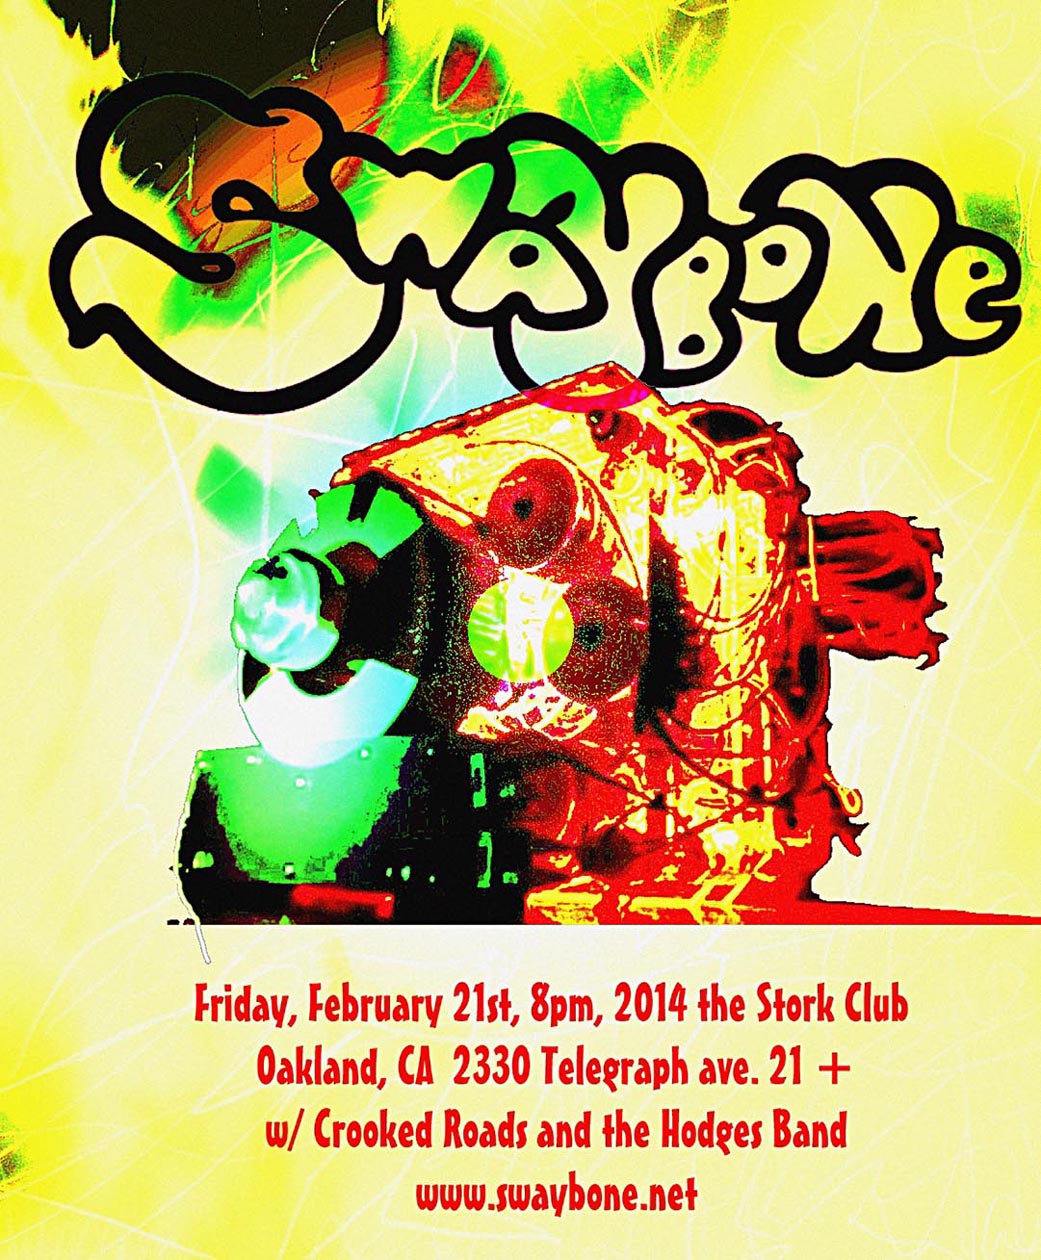 SwAyBoNe
Friday, February 21st, 8pm, 2014 the Stork Club
Oakland, CA 2330 Telegraph ave. 21 +
w/ Crooked Roads and the Hodges Band
www.swaybone.net